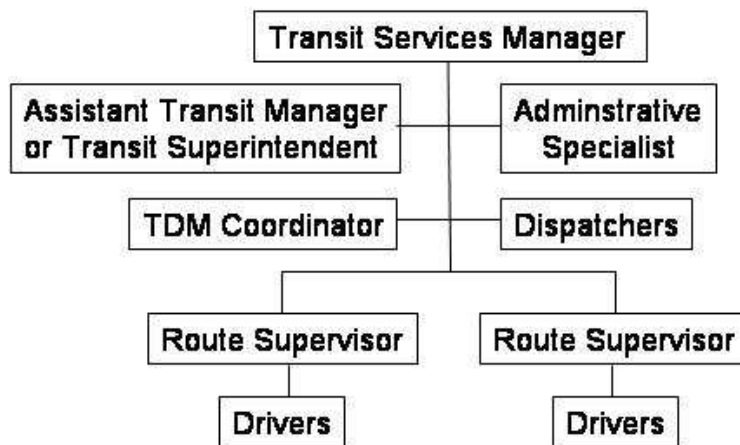 Transit Services Manager
Assistant Transit Manager
or Transit Superintendent
Adminstrative
Specialist
TDM Coordinator
Dispatchers
Route Supervisor
Route Supervisor
Drivers
Drivers